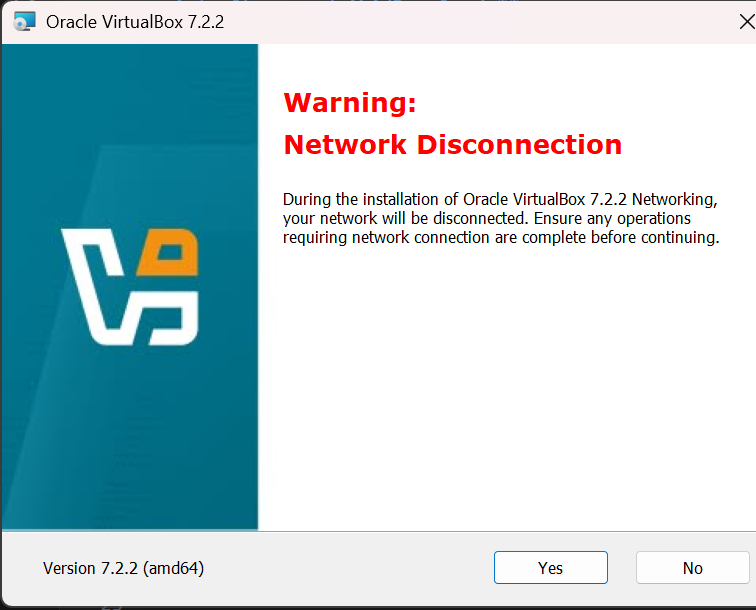 Oracle VirtualBox 7.2.2
Warning:
Network Disconnection
During the installation of Oracle VirtualBox 7.2.2 Networking,
your network will be disconnected. Ensure any operations
requiring network connection are complete before continuing.
Version 7.2.2 (amd64)
Yes
No